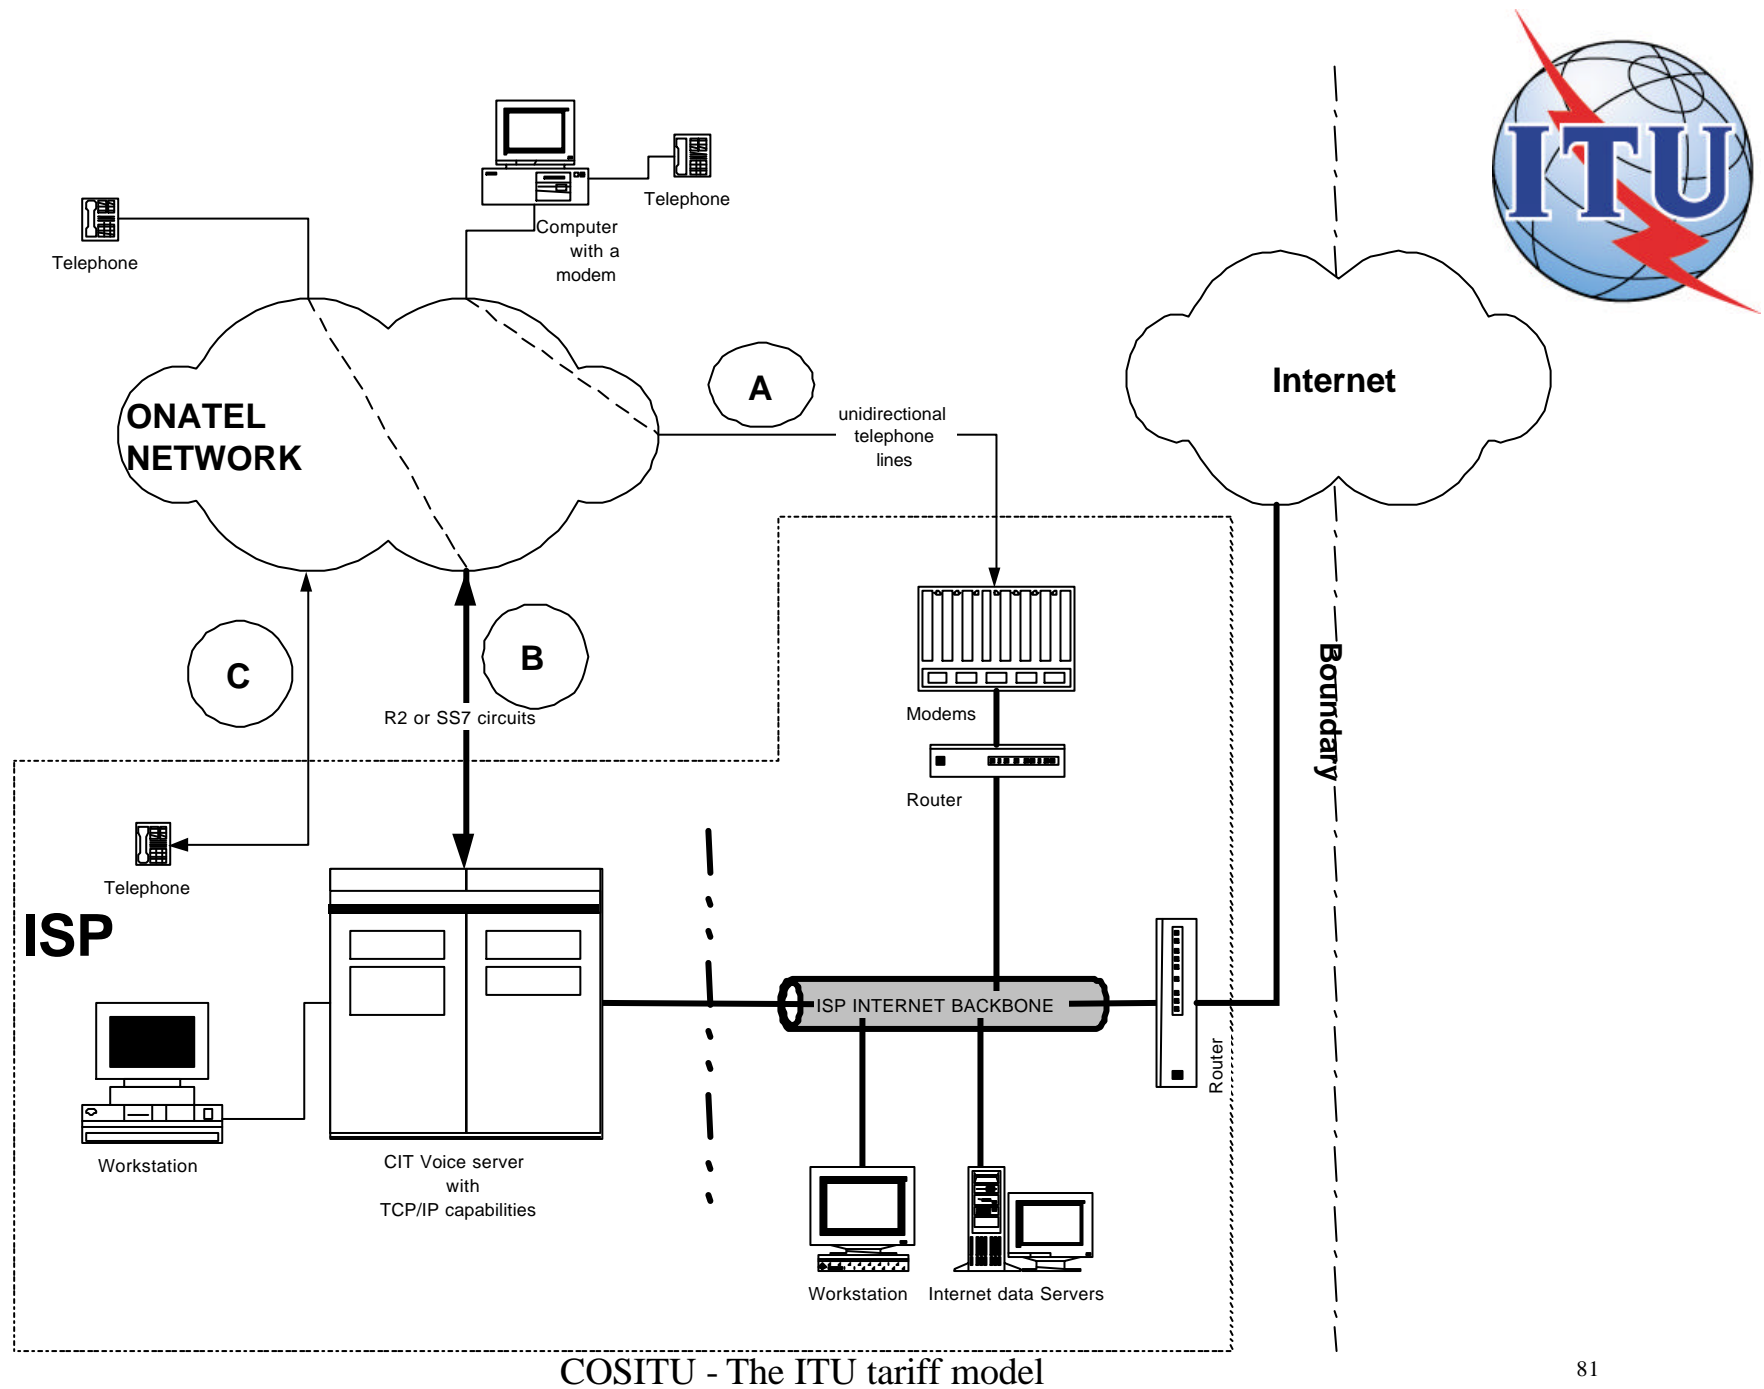 ITU
Telephone
Computer
with a
modem
Telephone
A
unidirectional
telephone
lines
Internet
ONATEL
NETWORK
C
B
R2 or SS7 circuits
Modems
Boundary
Router
Telephone
ISP
ISP INTERNET BACKBONE
Router
Workstation
CIT Voice server
with
TCP/IP capabilities
Workstation
Internet data Servers
COSITU - The ITU tariff model
81